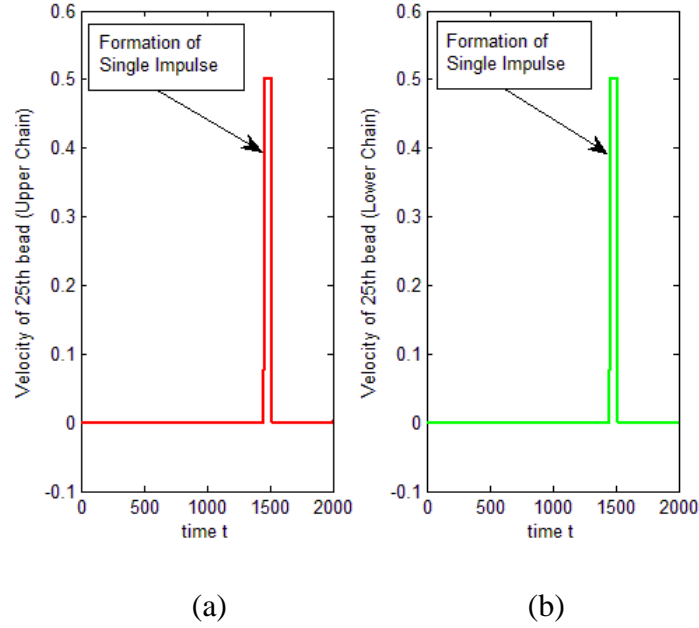 Formation of
Single Impulse
Velocity of 25th bead (Upper Chain)
0.6
0.5
0.4
0.3
0.2
0.1
0
-0.1
0 500 1000 1500 2000
time t
(a)
Formation of
Single Impulse
Velocity of 25th bead (Lower Chain)
0.6
0.5
0.4
0.3
0.2
0.1
0
-0.1
0 500 1000 1500 2000
time t
(b)